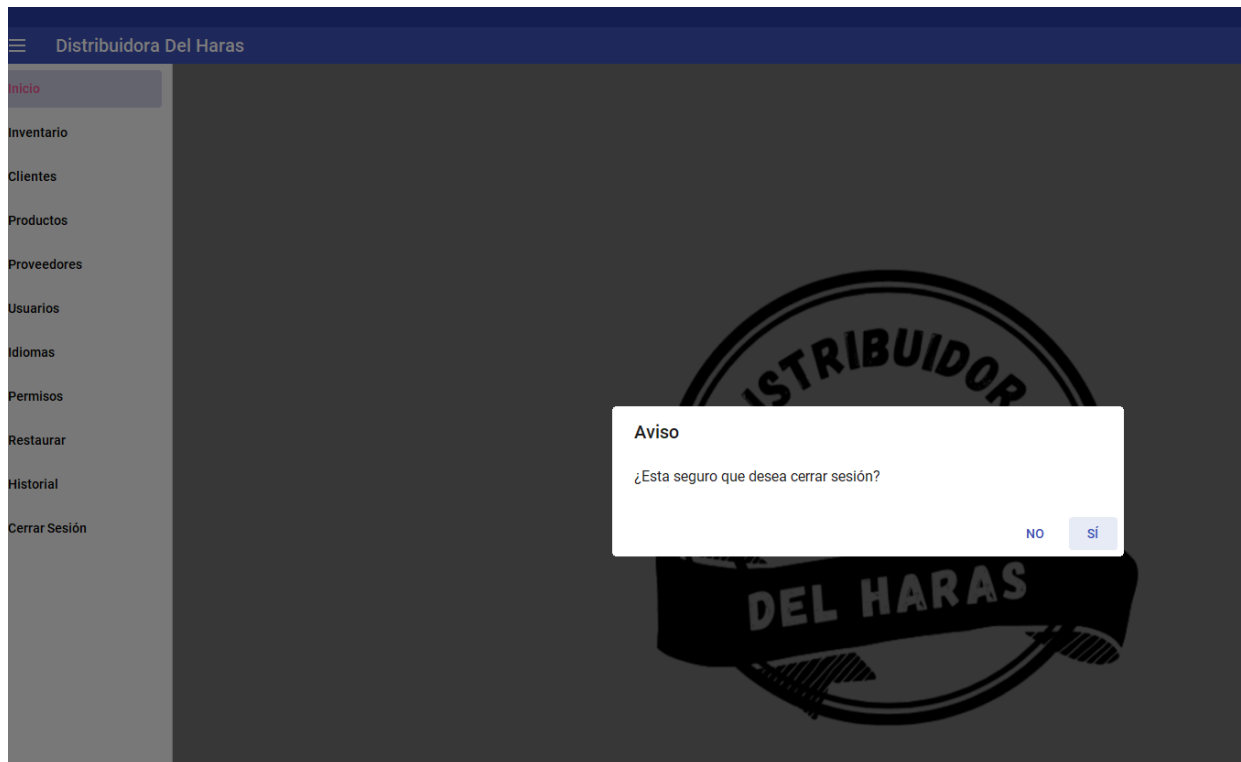 Distribuidora Del Haras
Inicio
Inventario
Clientes
Productos
Proveedores
Usuarios
Idiomas
Permisos
Restaurar
Historial
Cerrar Sesión
Aviso
¿Esta seguro que desea cerrar sesión?
NO
SÍ
DEL HARAS